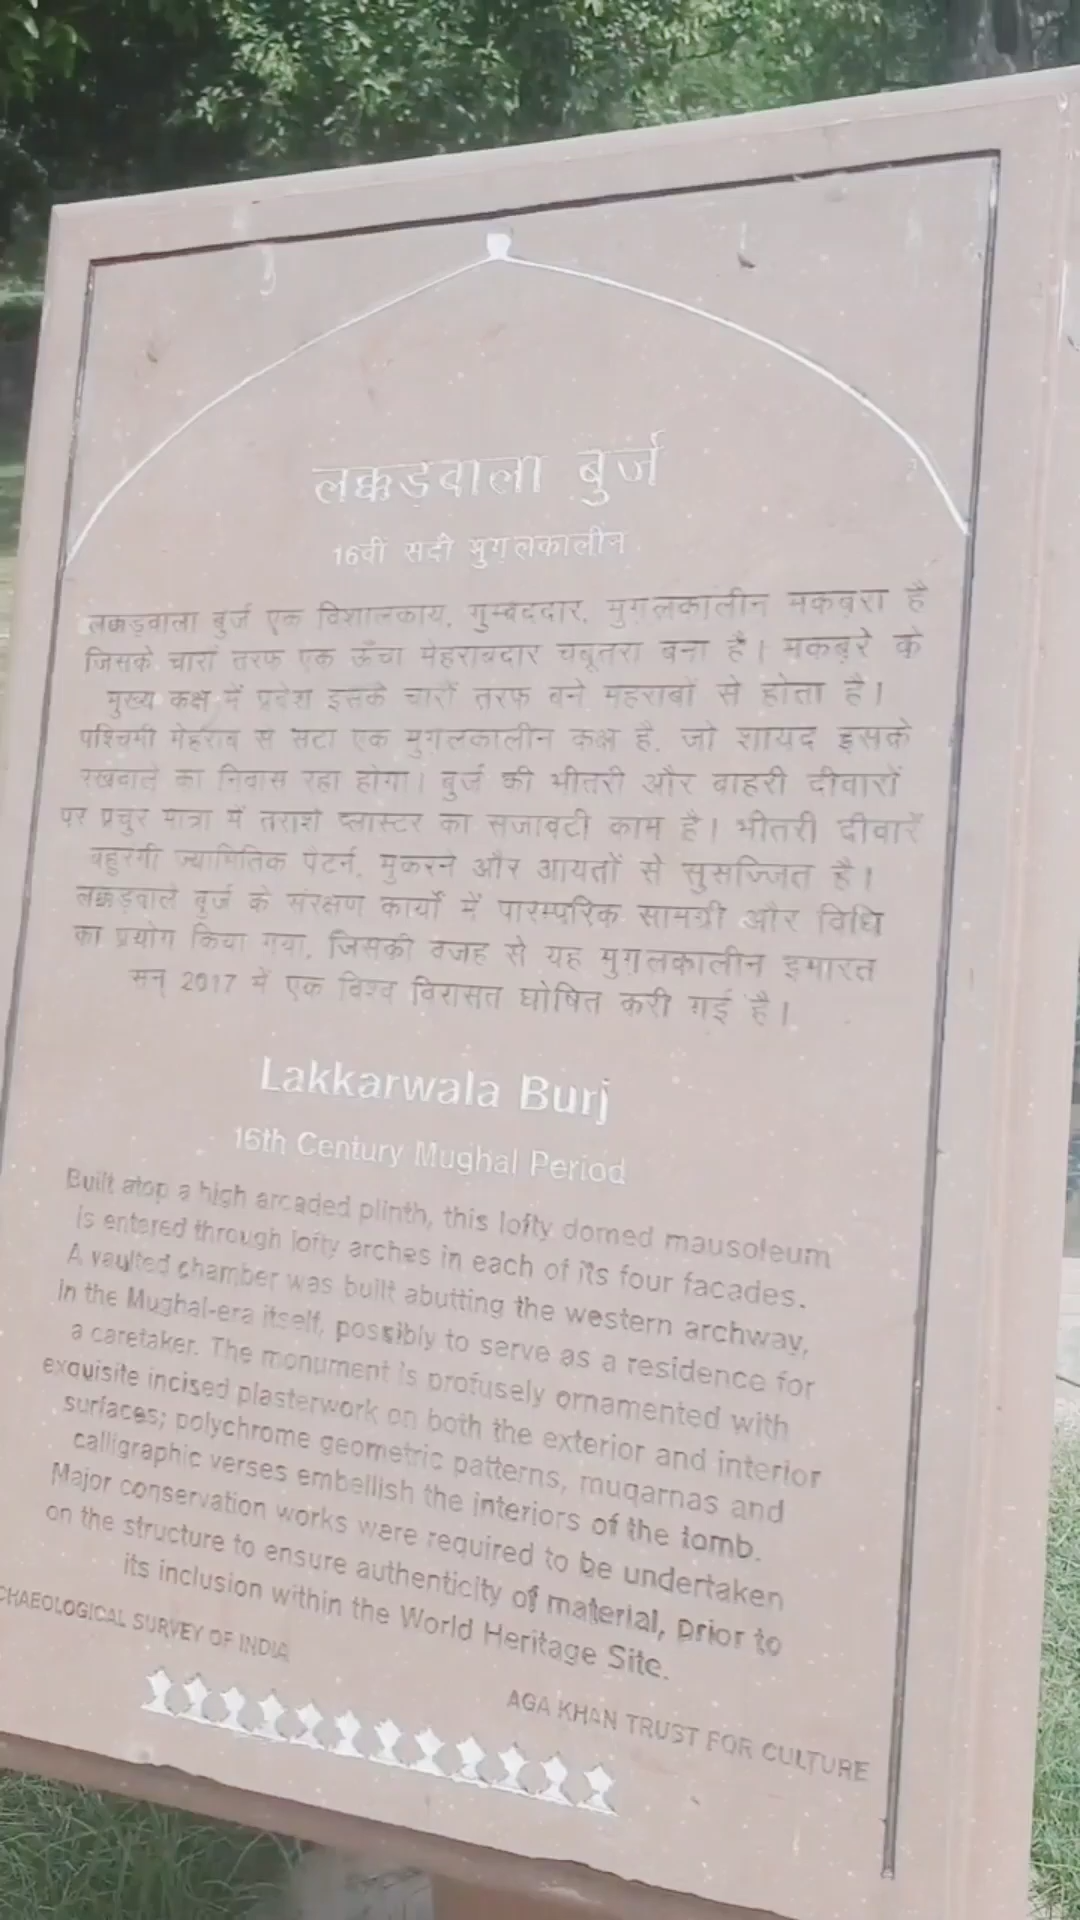 लक्कड़वाला बुर्ज
16वीं सदी मुग़लकालीन
लक्कड़वाला बुर्ज एक विशालकाय, गुम्बददार, मुग़लकालीन मकबरा है
जिसके चारों तरफ एक ऊँचा मेहराबदार चबूतरा बना है। मकबरे के
मुख्य कक्ष में प्रवेश इसके चारों तरफ बने महराबों से होता है।
पश्चिमी मेहराब से सटा एक मुग़लकालीन कक्ष है, जो शायद इसके
रखवाले का निवास रहा होगा। बुर्ज की भीतरी और बाहरी दीवारों
पर प्रचुर मात्रा में तराशे प्लास्टर का सजावटी काम है। भीतरी दीवारें
बहुरंगी ज्यामितिक पैटर्न, मुकरने और आयतों से सुसज्जित है।
लक्कड़वाले बुर्ज के संरक्षण कार्यों में पारम्परिक सामग्री और विधि
का प्रयोग किया गया, जिसकी वजह से यह मुग़लकालीन इमारत
सन् 2017 में एक विश्व विरासत घोषित करी गई है।
Lakkarwala Burj
16th Century Mughal Period
Built atop a high arcaded plinth, this lofty domed mausoleum
is entered through lofty arches in each of its four facades.
A vaulted chamber was built abutting the western archway,
in the Mughal-era itself, possibly to serve as a residence for
a caretaker. The monument is profusely ornamented with
exquisite incised plasterwork on both the exterior and interior
surfaces; polychrome geometric patterns, muqarnas and
calligraphic verses embellish the interiors of the tomb.
Major conservation works were required to be undertaken
on the structure to ensure authenticity of material, prior to
its inclusion within the World Heritage Site.
CHAEOLOGICAL SURVEY OF INDIA
AGA KHAN TRUST FOR CULTURE